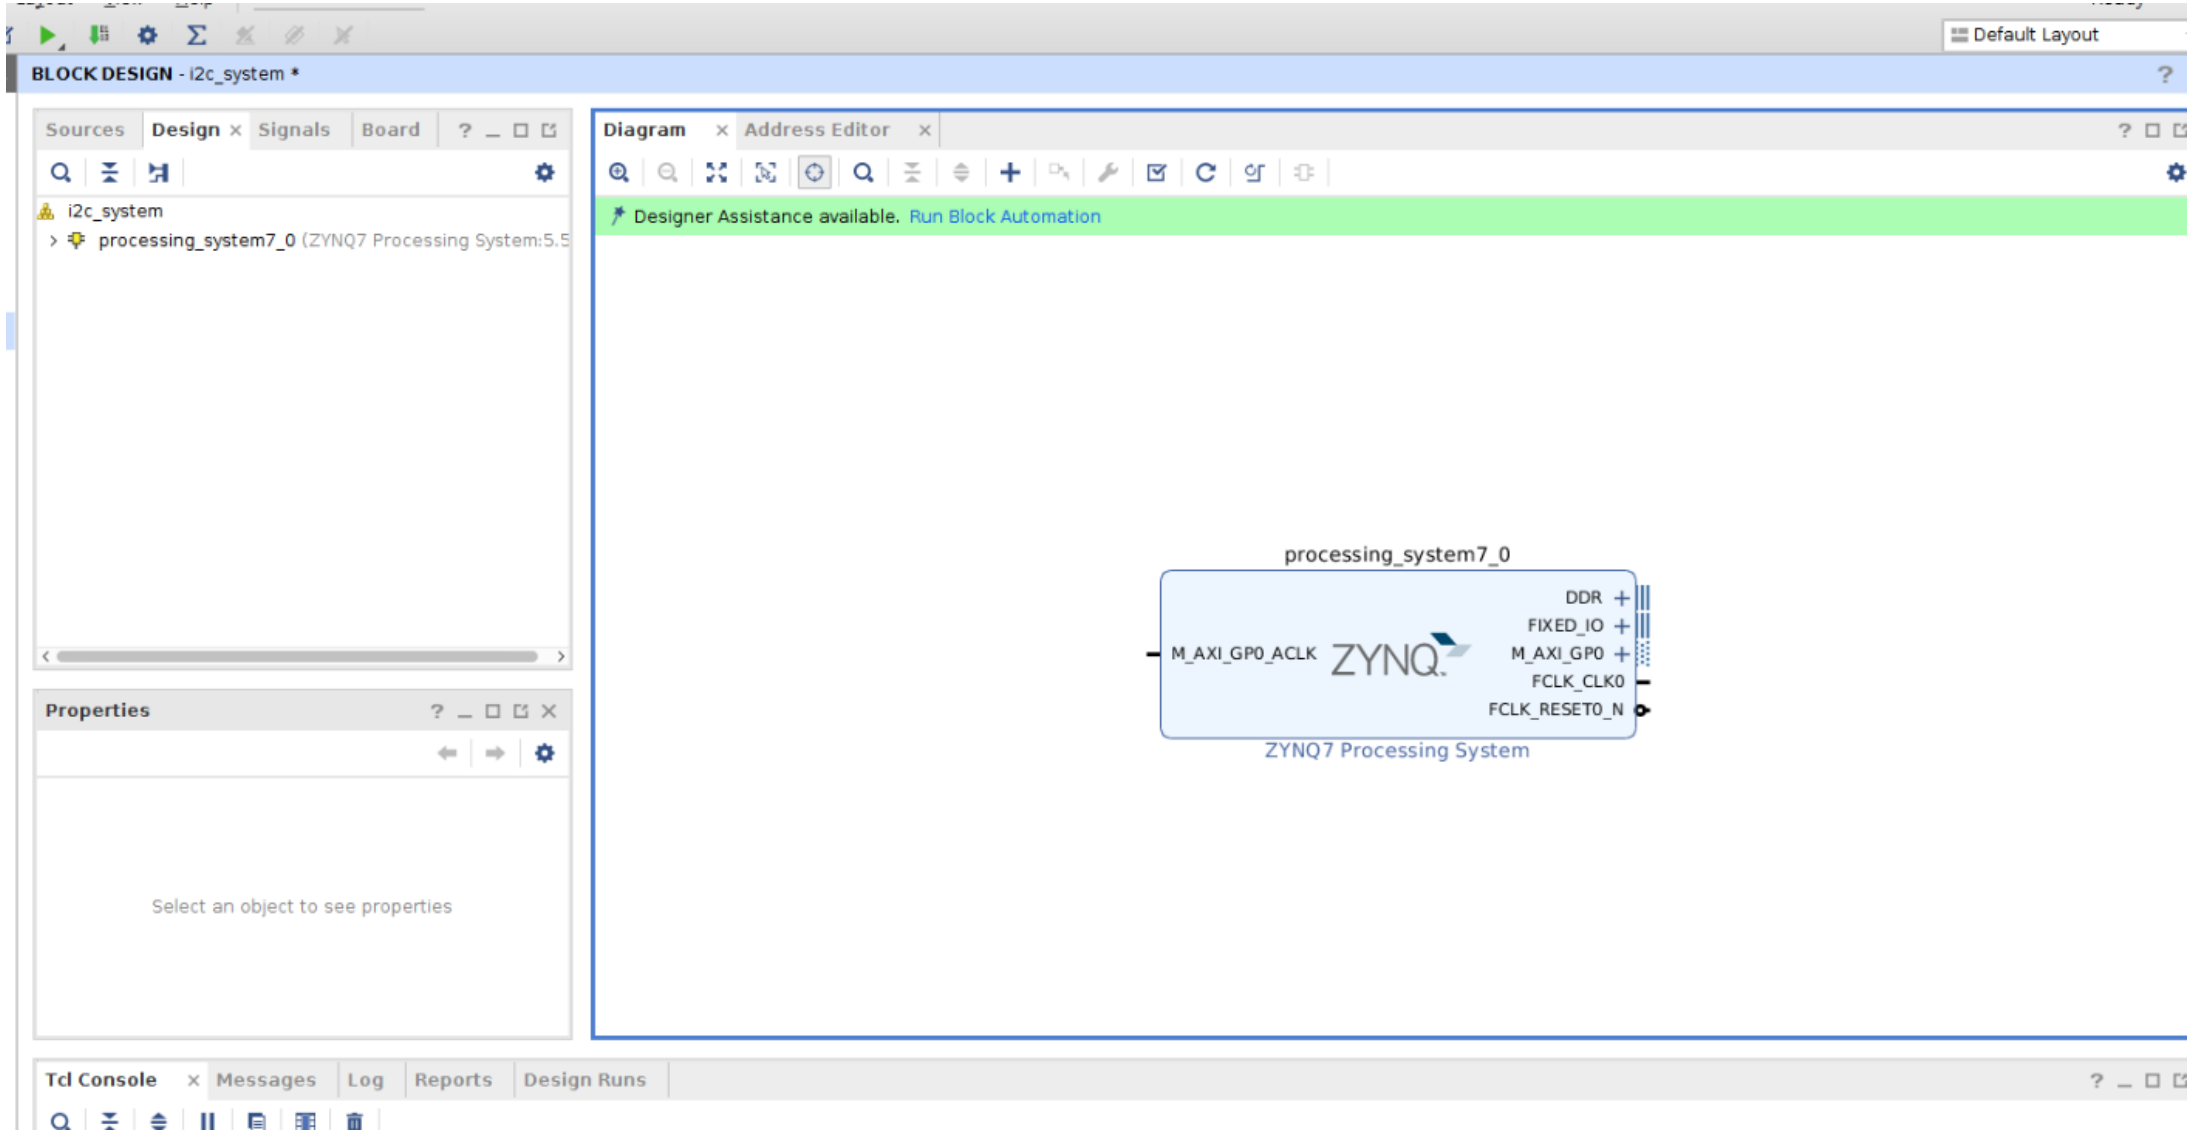 Default Layout
BLOCK DESIGN - i2c_system *
?
Sources Design Signals Board ?
Diagram Address Editor ?
Designer Assistance available. Run Block Automation
i2c_system
processing_system7_0 (ZYNQ7 Processing System:5.5
processing_system7_0
DDR
FIXED_IO
M_AXI_GP0_ACLK ZYNQ M_AXI_GP0
FCLK_CLK0
FCLK_RESET0_N
ZYNQ7 Processing System
Properties ?
Select an object to see properties
Tcl Console Messages Log Reports Design Runs ?